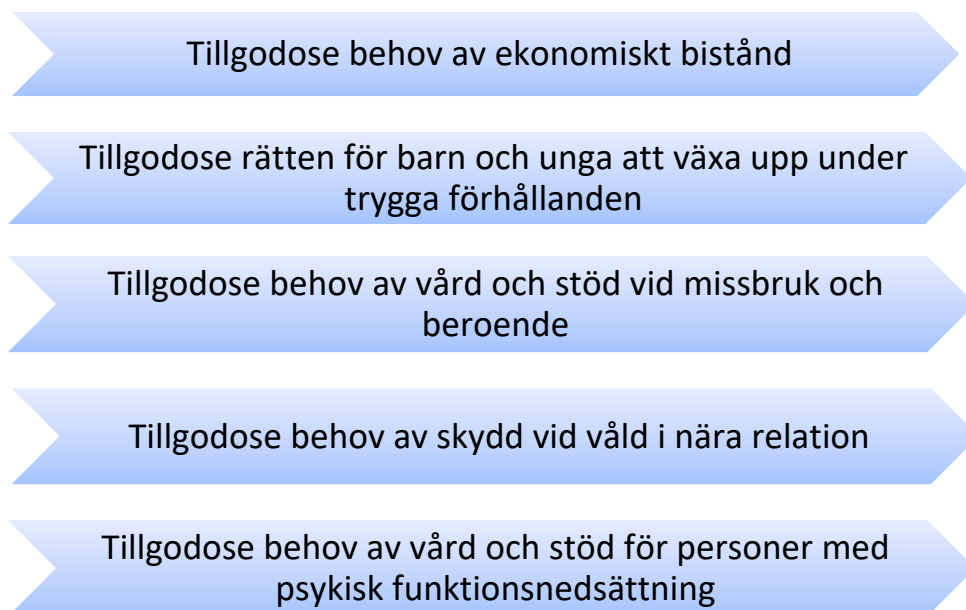 Tillgodose behov av ekonomiskt bistånd
Tillgodose rätten för barn och unga att växa upp under
trygga förhållanden
Tillgodose behov av vård och stöd vid missbruk och
beroende
Tillgodose behov av skydd vid våld i nära relation
Tillgodose behov av vård och stöd för personer med
psykisk funktionsnedsättning